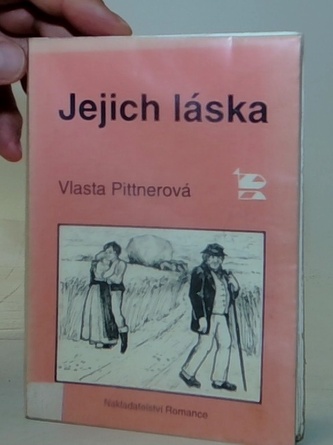 Jejich láska
Vlasta Pittnerová
Nakladatelství Romance